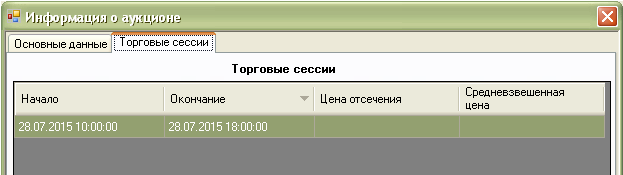 Информация о аукционе
Основные данные Торговые сессии
Торговые сессии
Начало Окончание Цена отсечения Средневзвешенная цена
28.07.2015 10:00:00 28.07.2015 18:00:00